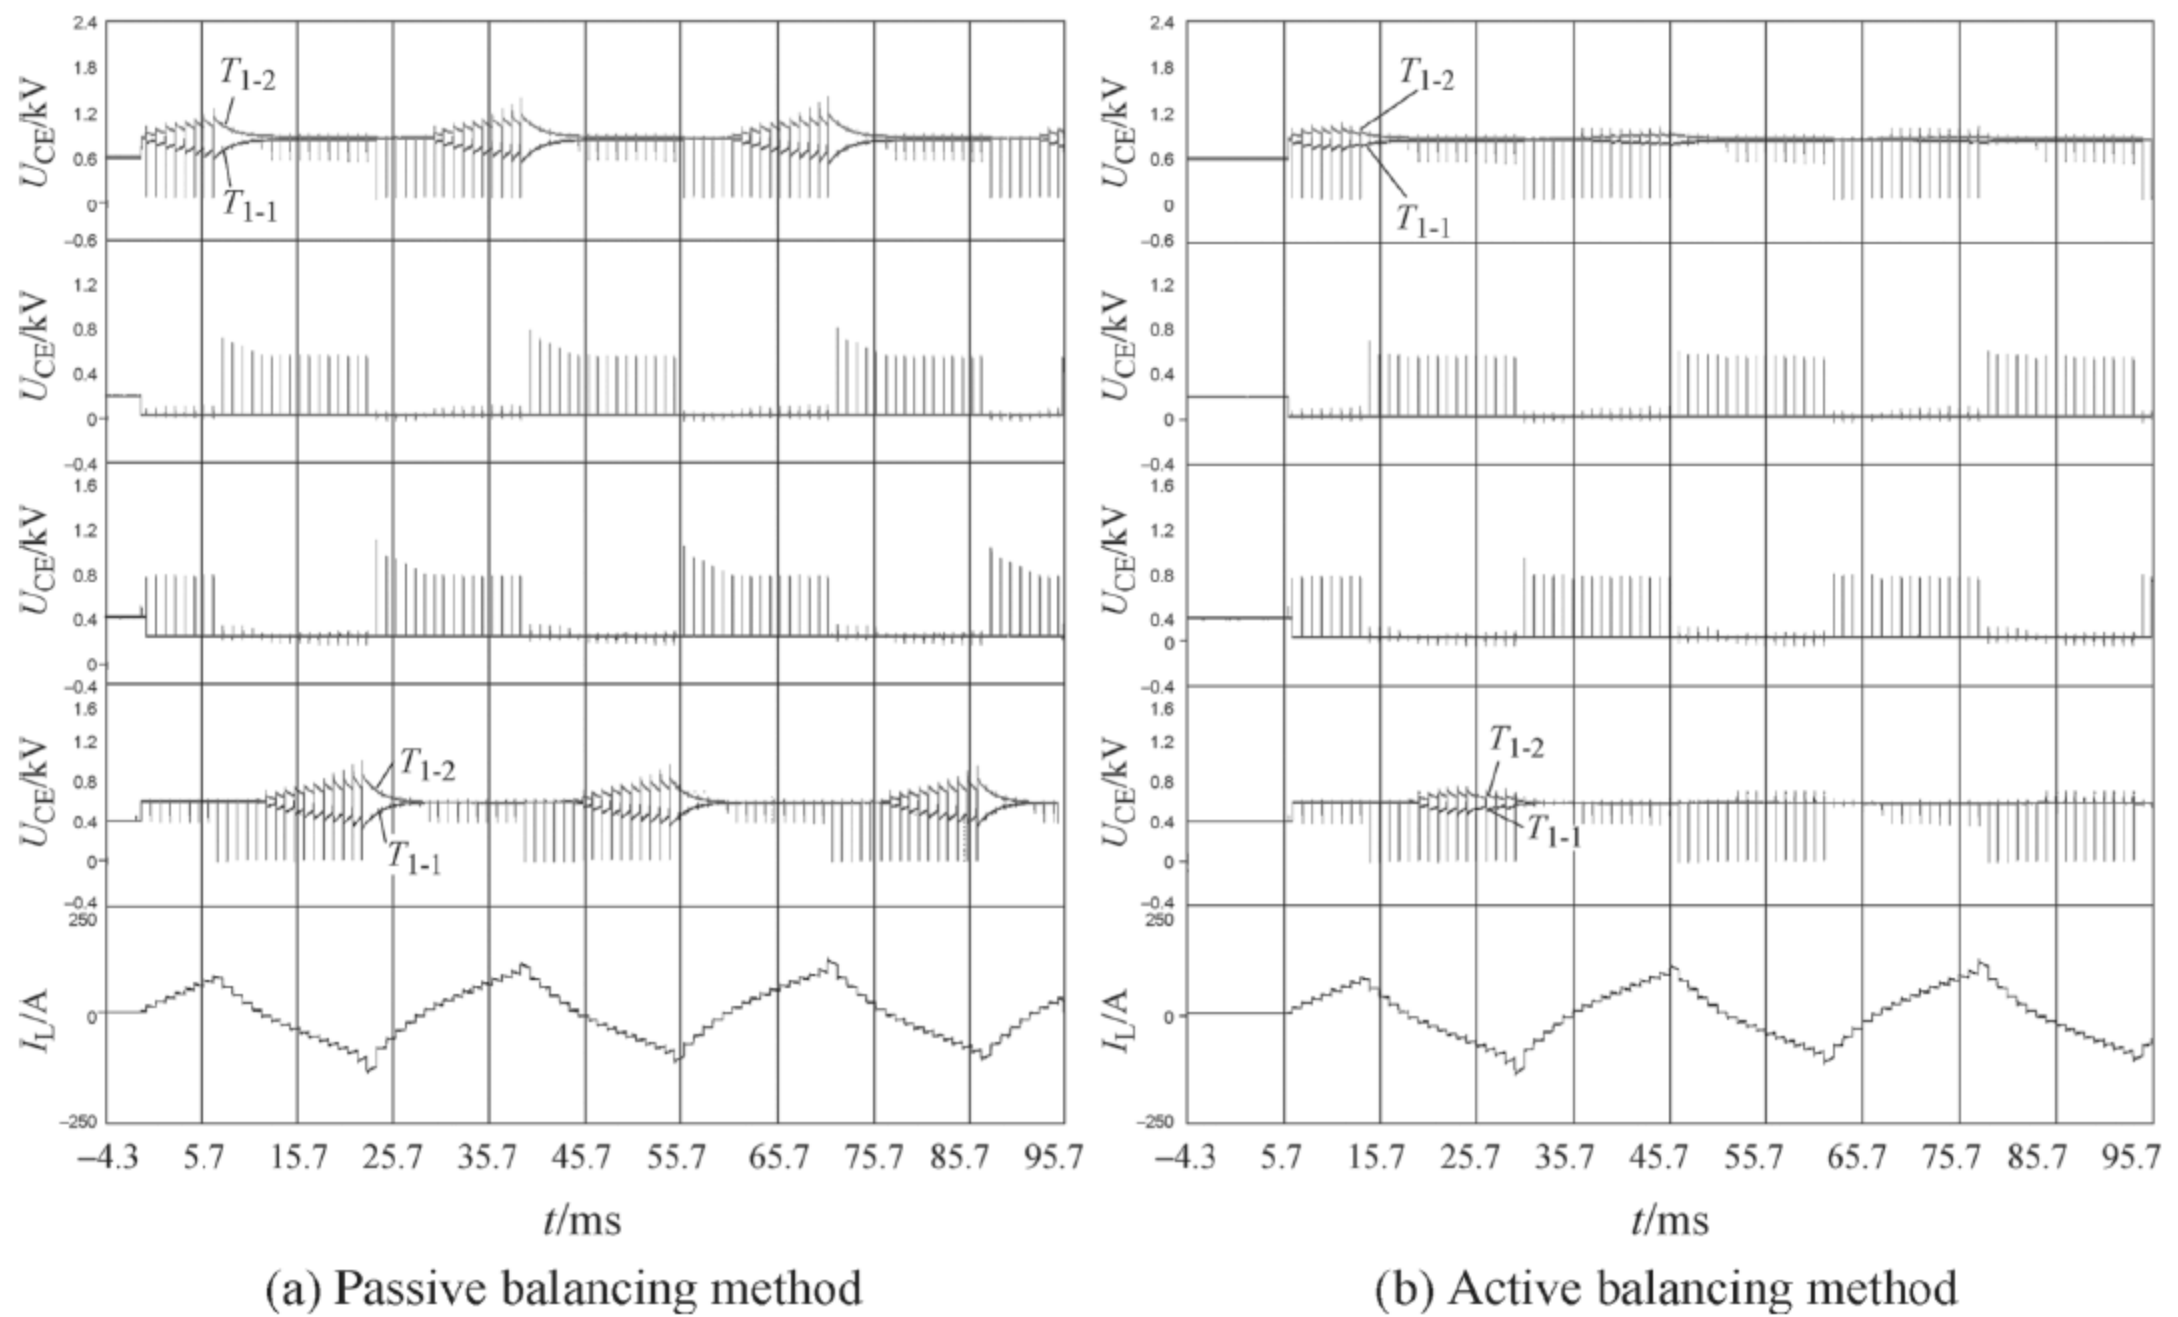 2.4
1.8
1.2
0.6
0
–0.6
U_CE/kV
T_1-2
T_1-1
1.2
0.8
0.4
0
–0.4
U_CE/kV
1.6
1.2
0.8
0.4
0
–0.4
U_CE/kV
1.6
1.2
0.8
0.4
0
–0.4
U_CE/kV
T_1-2
T_1-1
250
0
–250
I_L/A
–4.3 5.7 15.7 25.7 35.7 45.7 55.7 65.7 75.7 85.7 95.7
t/ms
(a) Passive balancing method
2.4
1.8
1.2
0.6
0
–0.6
U_CE/kV
T_1-2
T_1-1
1.2
0.8
0.4
0
–0.4
U_CE/kV
1.6
1.2
0.8
0.4
0
–0.4
U_CE/kV
1.6
1.2
0.8
0.4
0
–0.4
U_CE/kV
T_1-2
T_1-1
250
0
–250
I_L/A
–4.3 5.7 15.7 25.7 35.7 45.7 55.7 65.7 75.7 85.7 95.7
t/ms
(b) Active balancing method